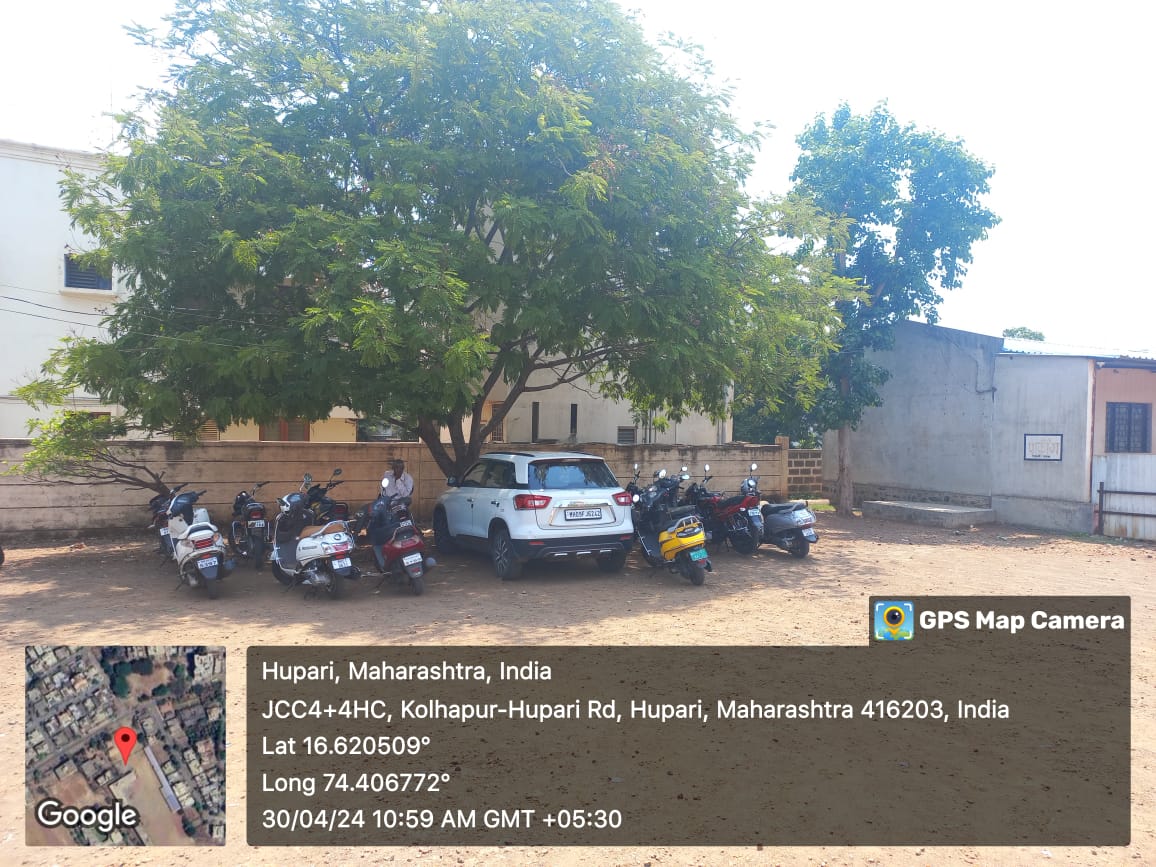 MH09FJ6242
GPS Map Camera
Google
Hupari, Maharashtra, India
JCC4+4HC, Kolhapur-Hupari Rd, Hupari, Maharashtra 416203, India
Lat 16.620509°
Long 74.406772°
30/04/24 10:59 AM GMT +05:30